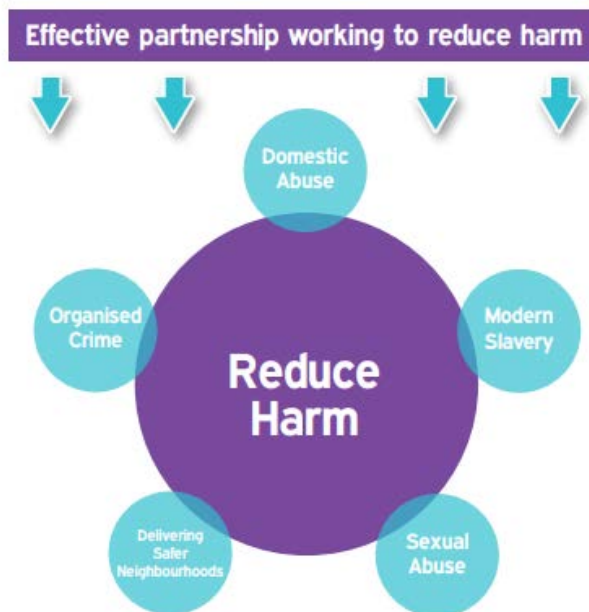 Effective partnership working to reduce harm
Domestic
Abuse
Organised
Crime
Modern
Slavery
Reduce
Harm
Delivering
Safer
Neighbourhoods
Sexual
Abuse